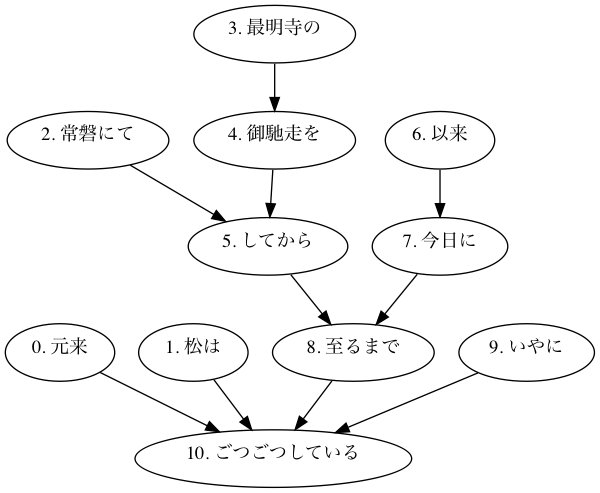 3. 最明寺の
2. 常磐にて
4. 御馳走を
6. 以来
5. してから
7. 今日に
0. 元来
1. 松は
8. 至るまで
9. いやに
10. ごつごつしている